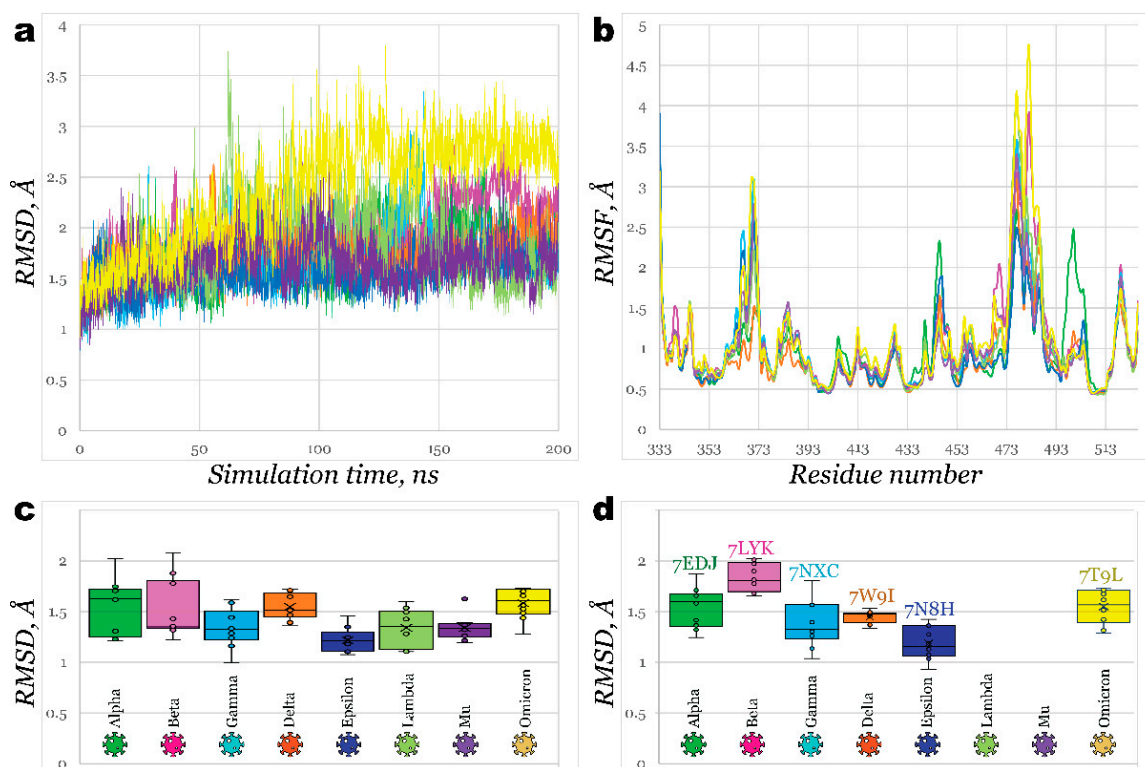 a
RMSD, Å
4
3.5
3
2.5
2
1.5
1
0.5
0
0
50
100
150
200
Simulation time, ns
b
RMSF, Å
5
4.5
4
3.5
3
2.5
2
1.5
1
0.5
0
333
353
373
393
413
433
453
473
493
513
Residue number
c
RMSD, Å
2
1.5
1
0.5
0
Alpha
Beta
Gamma
Delta
Epsilon
Lambda
Mu
Omicron
d
RMSD, Å
2
1.5
1
0.5
0
7EDJ
7LYK
7NXC
7W9I
7N8H
7T9L
Alpha
Beta
Gamma
Delta
Epsilon
Lambda
Mu
Omicron